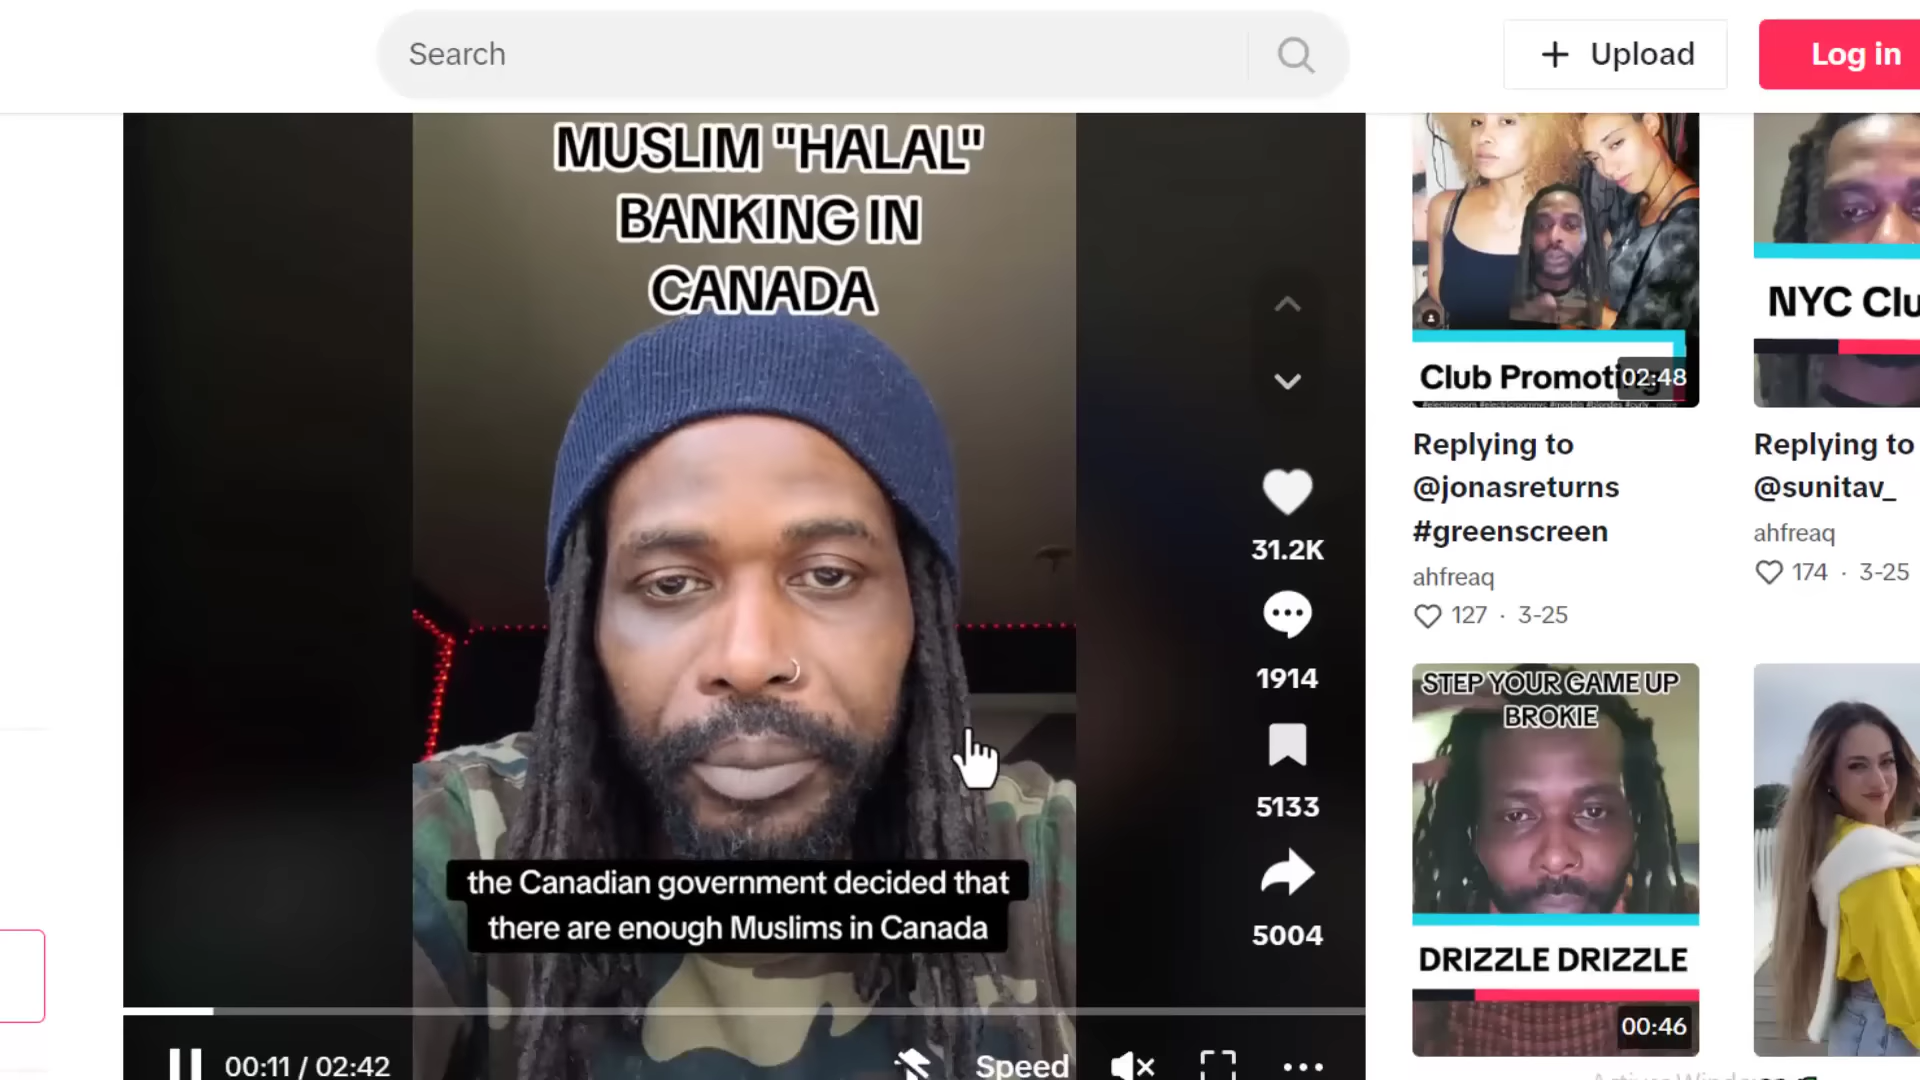 Search
Upload
Log in
MUSLIM "HALAL"
BANKING IN
CANADA
31.2K
1914
5133
5004
the Canadian government decided that
there are enough Muslims in Canada
00:11 / 02:42
Speed
Club Promoting
02:48
Replying to
@jonasreturns
#greenscreen
ahfreaq
127 · 3-25
NYC Clu
Replying to
@sunitav_
ahfreaq
174 · 3-25
STEP YOUR GAME UP
BROKIE
DRIZZLE DRIZZLE
00:46